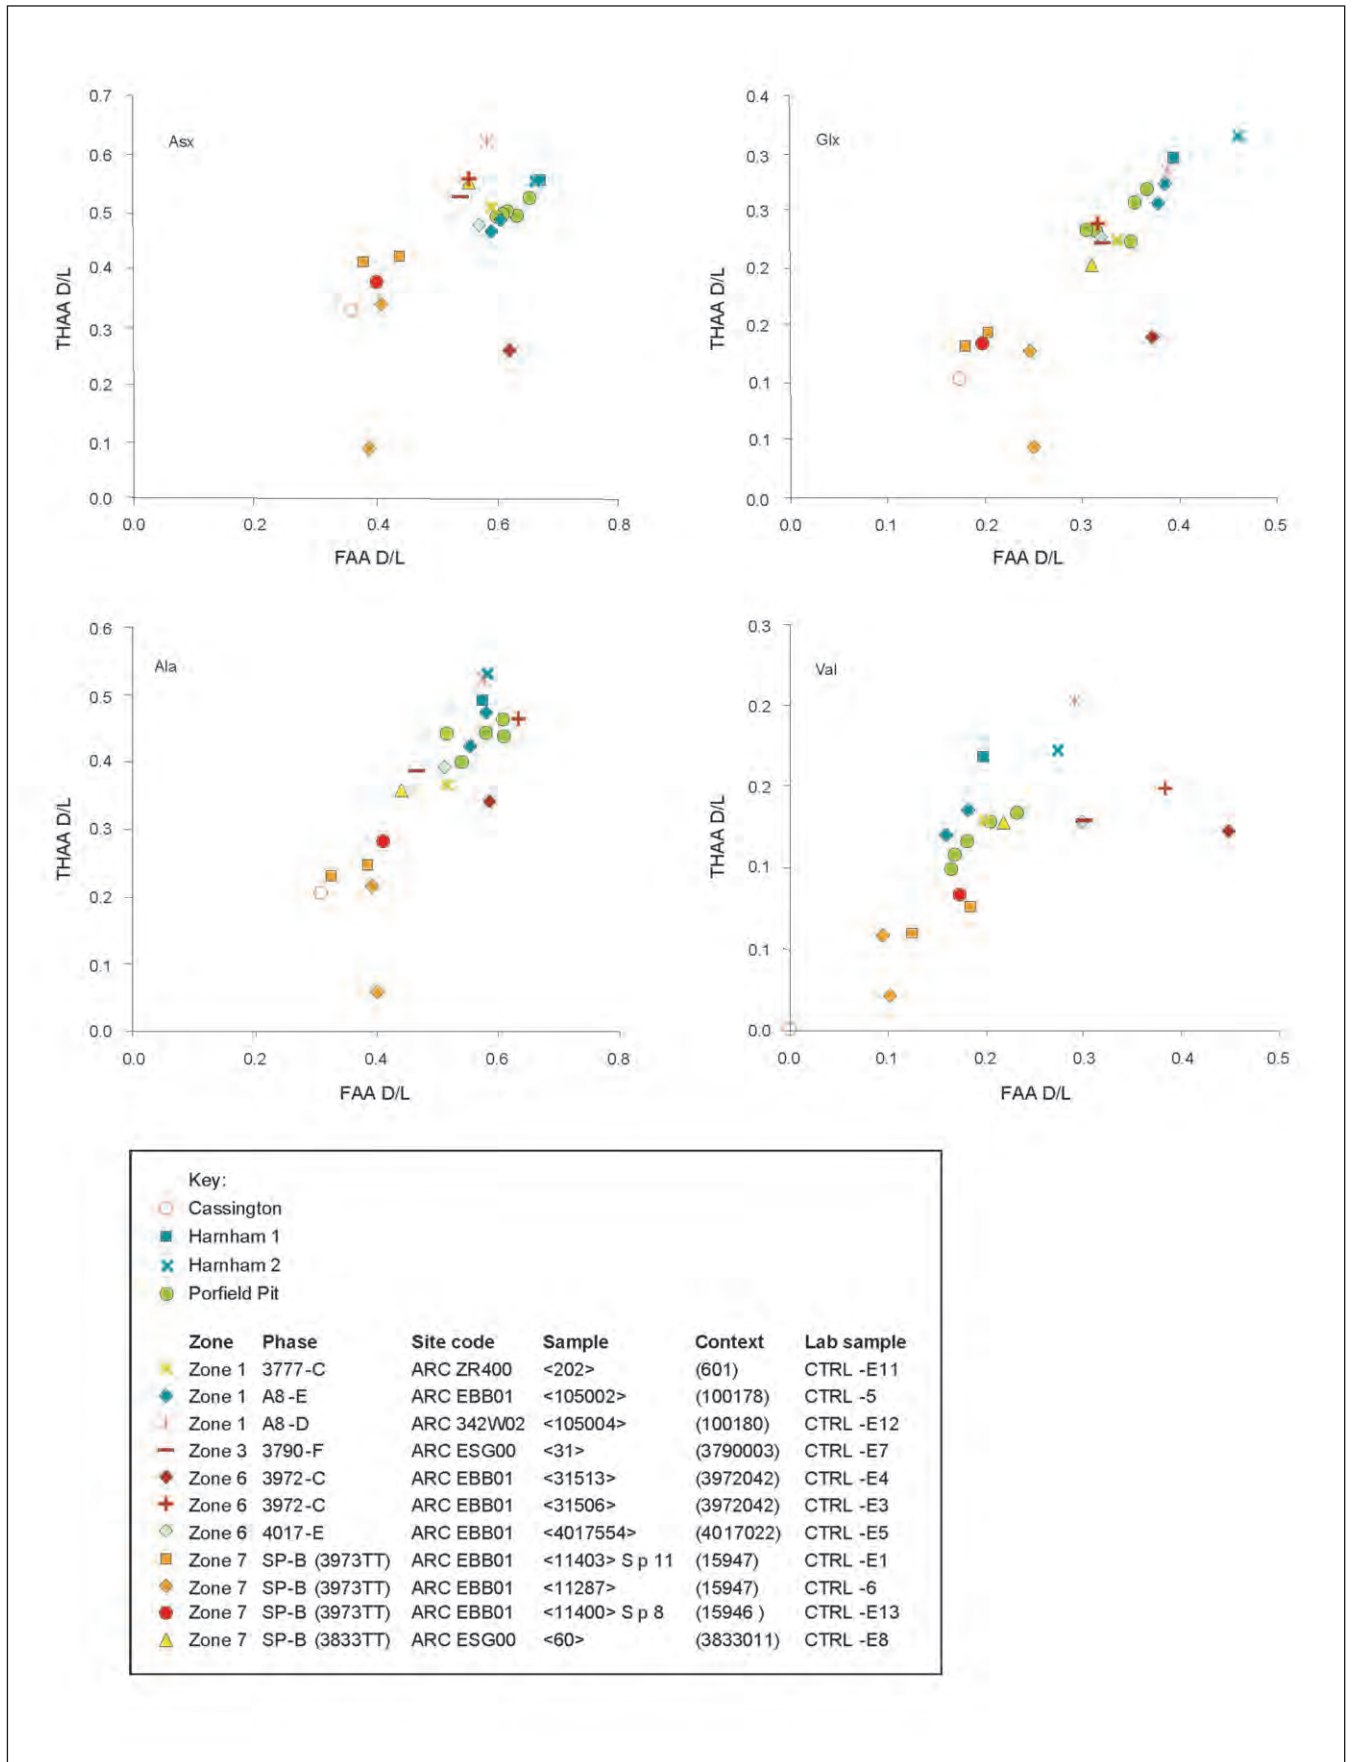 0.7
Asx
0.6
0.5
0.4
0.3
0.2
0.1
0.0
THAA D/L
0.0 0.2 0.4 0.6 0.8
FAA D/L
0.4
Glx
0.3
0.3
0.2
0.2
0.1
0.1
0.0
THAA D/L
0.0 0.1 0.2 0.3 0.4 0.5
FAA D/L
0.6
Ala
0.5
0.4
0.3
0.2
0.1
0.0
THAA D/L
0.0 0.2 0.4 0.6 0.8
FAA D/L
0.3
Val
0.2
0.2
0.1
0.1
0.0
THAA D/L
0.0 0.1 0.2 0.3 0.4 0.5
FAA D/L
Key:
Cassington
Harnham 1
Harnham 2
Porfield Pit
Zone Phase Site code Sample Context Lab sample
Zone 1 3777-C ARC ZR400 <202> (601) CTRL -E11
Zone 1 A8-E ARC EBB01 <105002> (100178) CTRL -5
Zone 1 A8-D ARC 342W02 <105004> (100180) CTRL -E12
Zone 3 3790-F ARC ESG00 <31> (3790003) CTRL -E7
Zone 6 3972-C ARC EBB01 <31513> (3972042) CTRL -E4
Zone 6 3972-C ARC EBB01 <31506> (3972042) CTRL -E3
Zone 6 4017-E ARC EBB01 <4017554> (4017022) CTRL -E5
Zone 7 SP-B (3973TT) ARC EBB01 <11403> Sp 11 (15947) CTRL -E1
Zone 7 SP-B (3973TT) ARC EBB01 <11287> (15947) CTRL -6
Zone 7 SP-B (3973TT) ARC EBB01 <11400> Sp 8 (15946 ) CTRL -E13
Zone 7 SP-B (3833TT) ARC ESG00 <60> (3833011) CTRL -E8